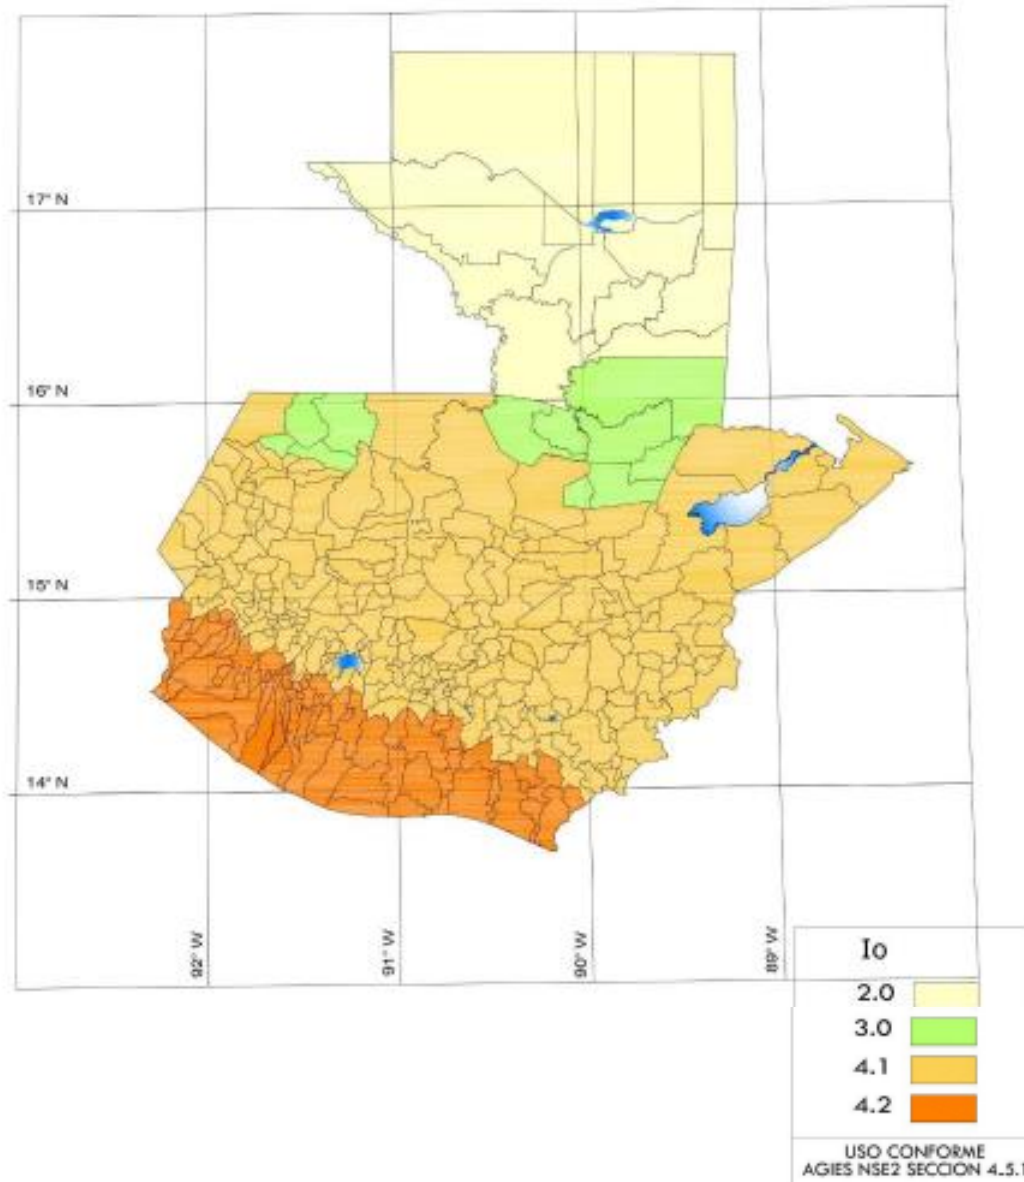 17° N
16° N
15° N
14° N
92° W
91° W
90° W
89° W
Io
2.0
3.0
4.1
4.2
USO CONFORME
AGIES NSE2 SECCION 4.5.1